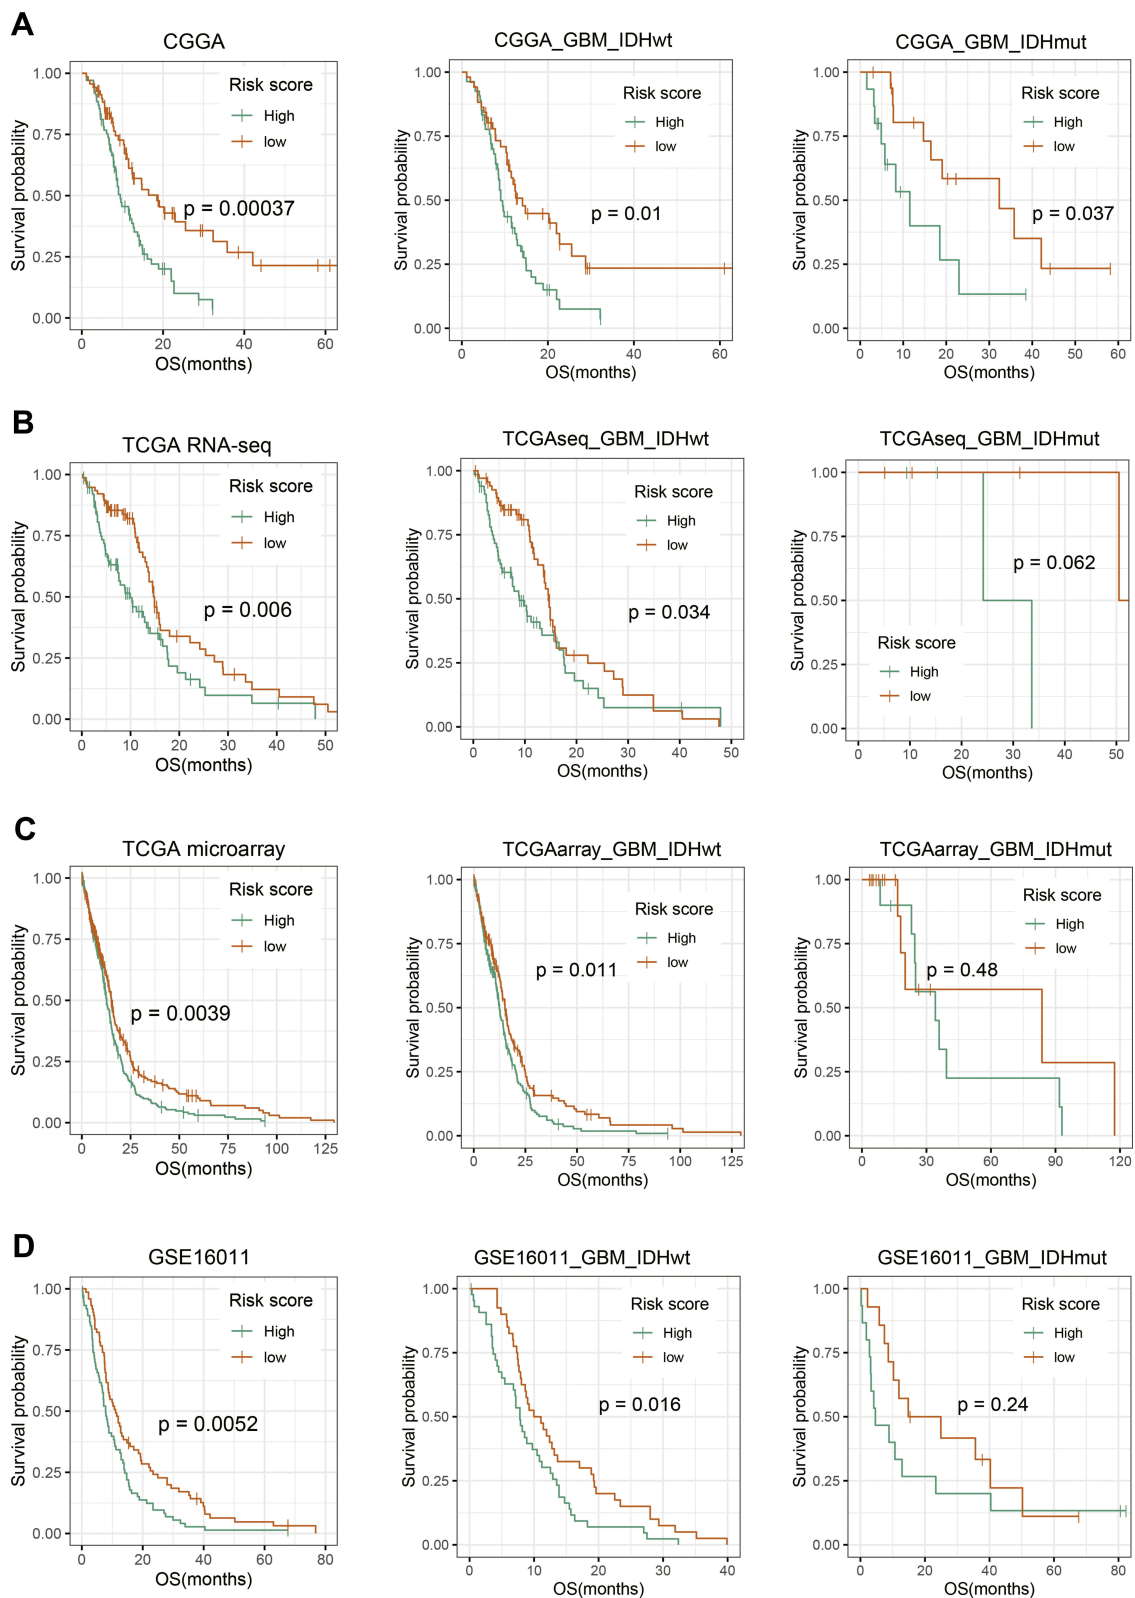 A
CGGA
Survival probability
1.00
0.75
0.50
0.25
0.00
Risk score
High
low
p = 0.00037
0 20 40 60
OS(months)
CGGA_GBM_IDHwt
Survival probability
1.00
0.75
0.50
0.25
0.00
Risk score
High
low
p = 0.01
0 20 40 60
OS(months)
CGGA_GBM_IDHmut
Survival probability
1.00
0.75
0.50
0.25
0.00
Risk score
High
low
p = 0.037
0 10 20 30 40 50 60
OS(months)
B
TCGA RNA-seq
Survival probability
1.00
0.75
0.50
0.25
0.00
Risk score
High
low
p = 0.006
0 10 20 30 40 50
OS(months)
TCGAseq_GBM_IDHwt
Survival probability
1.00
0.75
0.50
0.25
0.00
Risk score
High
low
p = 0.034
0 10 20 30 40 50
OS(months)
TCGAseq_GBM_IDHmut
Survival probability
1.00
0.75
0.50
0.25
0.00
p = 0.062
Risk score
High
low
0 10 20 30 40 50
OS(months)
C
TCGA microarray
Survival probability
1.00
0.75
0.50
0.25
0.00
Risk score
High
low
p = 0.0039
0 25 50 75 100 125
OS(months)
TCGAarray_GBM_IDHwt
Survival probability
1.00
0.75
0.50
0.25
0.00
Risk score
High
low
p = 0.011
0 25 50 75 100 125
OS(months)
TCGAarray_GBM_IDHmut
Survival probability
1.00
0.75
0.50
0.25
0.00
Risk score
High
low
p = 0.48
0 30 60 90 120
OS(months)
D
GSE16011
Survival probability
1.00
0.75
0.50
0.25
0.00
Risk score
High
low
p = 0.0052
0 20 40 60 80
OS(months)
GSE16011_GBM_IDHwt
Survival probability
1.00
0.75
0.50
0.25
0.00
Risk score
High
low
p = 0.016
0 10 20 30 40
OS(months)
GSE16011_GBM_IDHmut
Survival probability
1.00
0.75
0.50
0.25
0.00
Risk score
High
low
p = 0.24
0 20 40 60 80
OS(months)